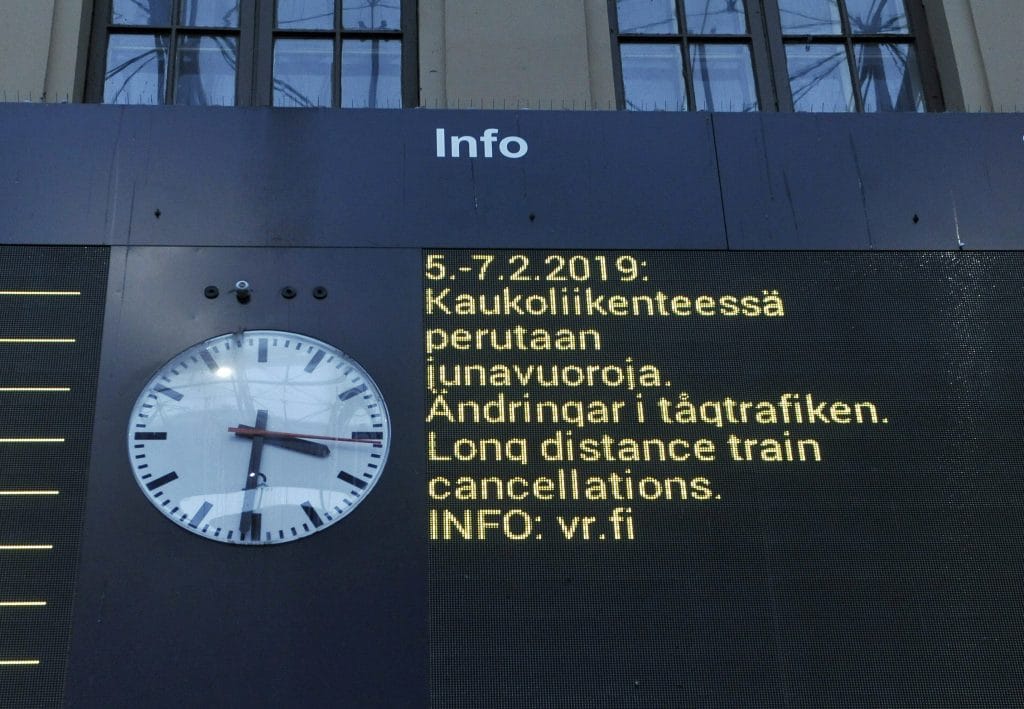 Info
5.-7.2.2019:
Kaukoliikenteessä
perutaan
junavuoroja.
Ändringar i tågtrafiken.
Long distance train
cancellations.
INFO: vr.fi